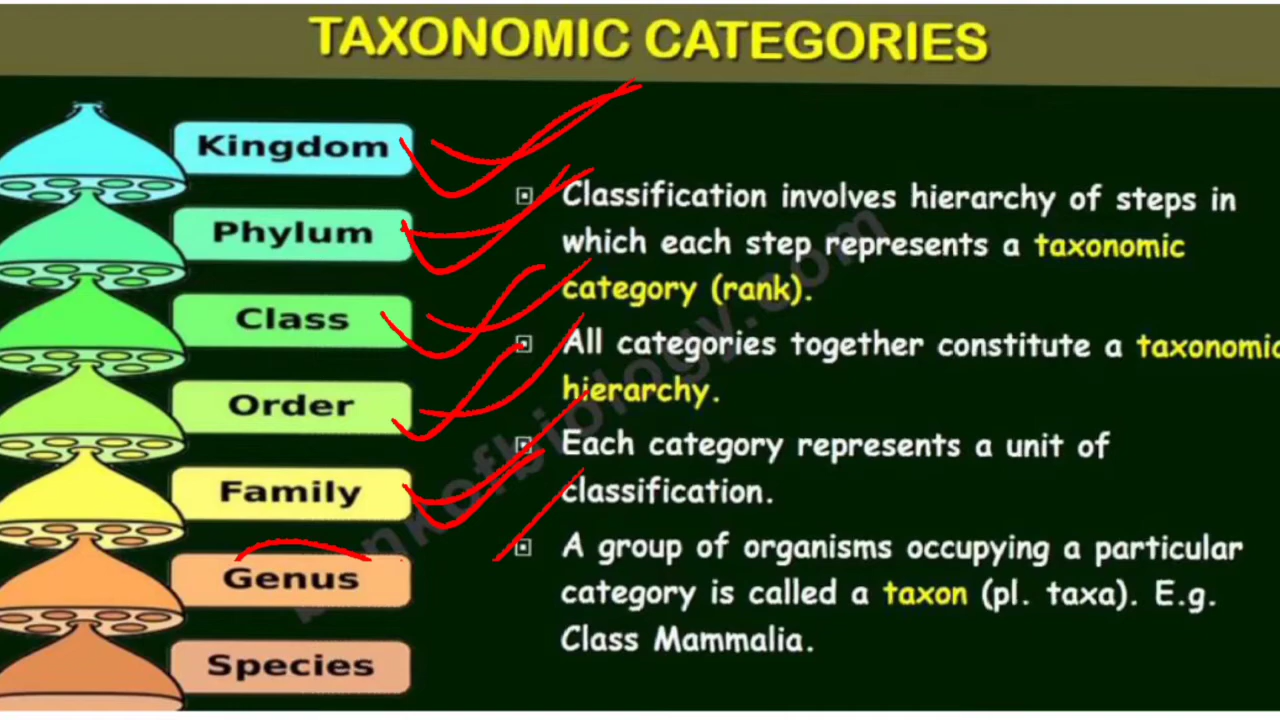 TAXONOMIC CATEGORIES
Kingdom
Phylum
Class
Order
Family
Genus
Species
Classification involves hierarchy of steps in
which each step represents a taxonomic
category (rank).
All categories together constitute a taxonomic
hierarchy.
Each category represents a unit of
classification.
A group of organisms occupying a particular
category is called a taxon (pl. taxa). E.g.
Class Mammalia.